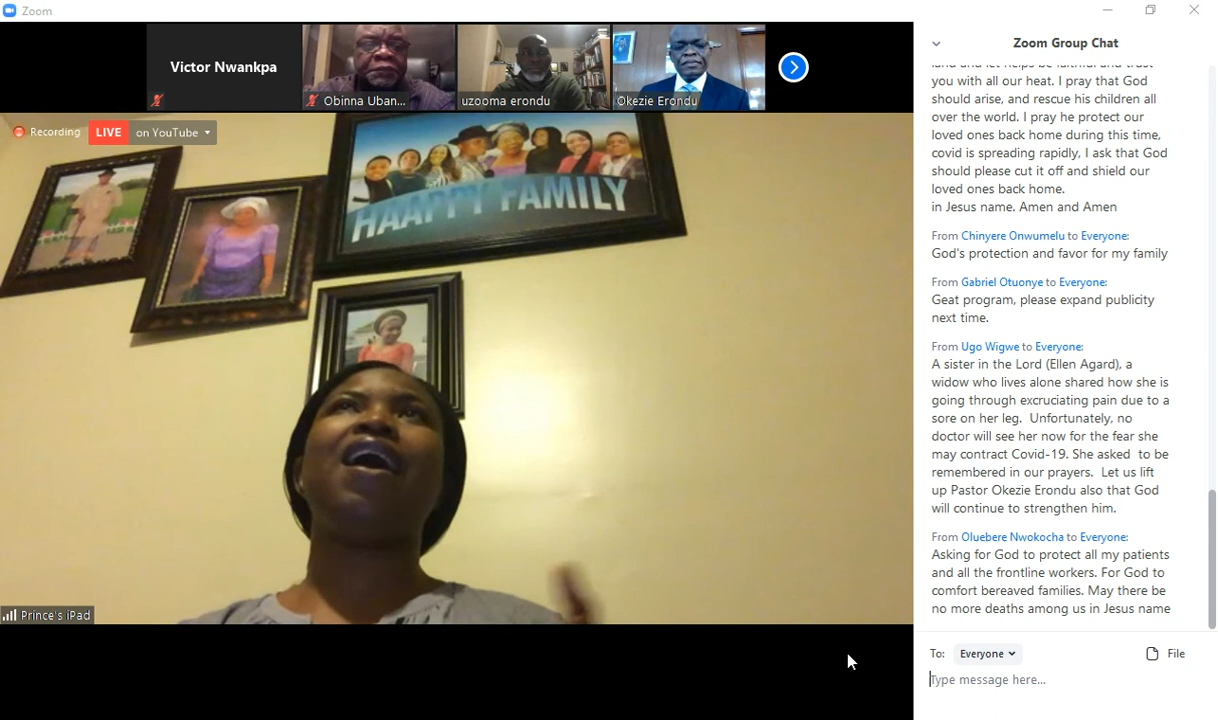 Zoom
Victor Nwankpa
Obinna Uban...
uzooma erondu
Okezie Erondu
Recording
LIVE
on YouTube
HAAPPY FAMILY
Prince's iPad
Zoom Group Chat
land and let helps be faithful and trust
you with all our heat. I pray that God
should arise, and rescue his children all
over the world. I pray he protect our
loved ones back home during this time,
covid is spreading rapidly, I ask that God
should please cut it off and shield our
loved ones back home.
in Jesus name. Amen and Amen
From Chinyere Onwumelu to Everyone:
God's protection and favor for my family
From Gabriel Otuonye to Everyone:
Geat program, please expand publicity
next time.
From Ugo Wigwe to Everyone:
A sister in the Lord (Ellen Agard), a
widow who lives alone shared how she is
going through excruciating pain due to a
sore on her leg. Unfortunately, no
doctor will see her now for the fear she
may contract Covid-19. She asked to be
remembered in our prayers. Let us lift
up Pastor Okezie Erondu also that God
will continue to strengthen him.
From Oluebere Nwokocha to Everyone:
Asking for God to protect all my patients
and all the frontline workers. For God to
comfort bereaved families. May there be
no more deaths among us in Jesus name
To: Everyone
File
Type message here...